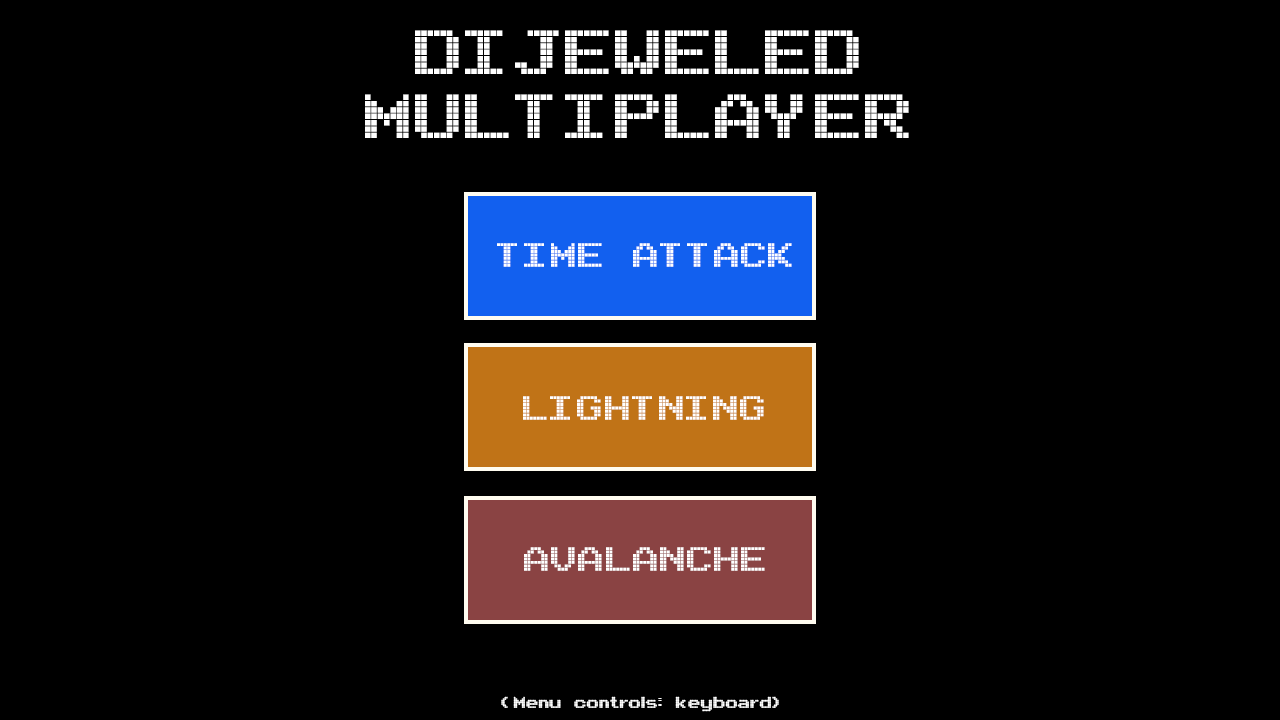 DIJEWELED
MULTIPLAYER
TIME ATTACK
LIGHTNING
AVALANCHE
(Menu controls: keyboard)